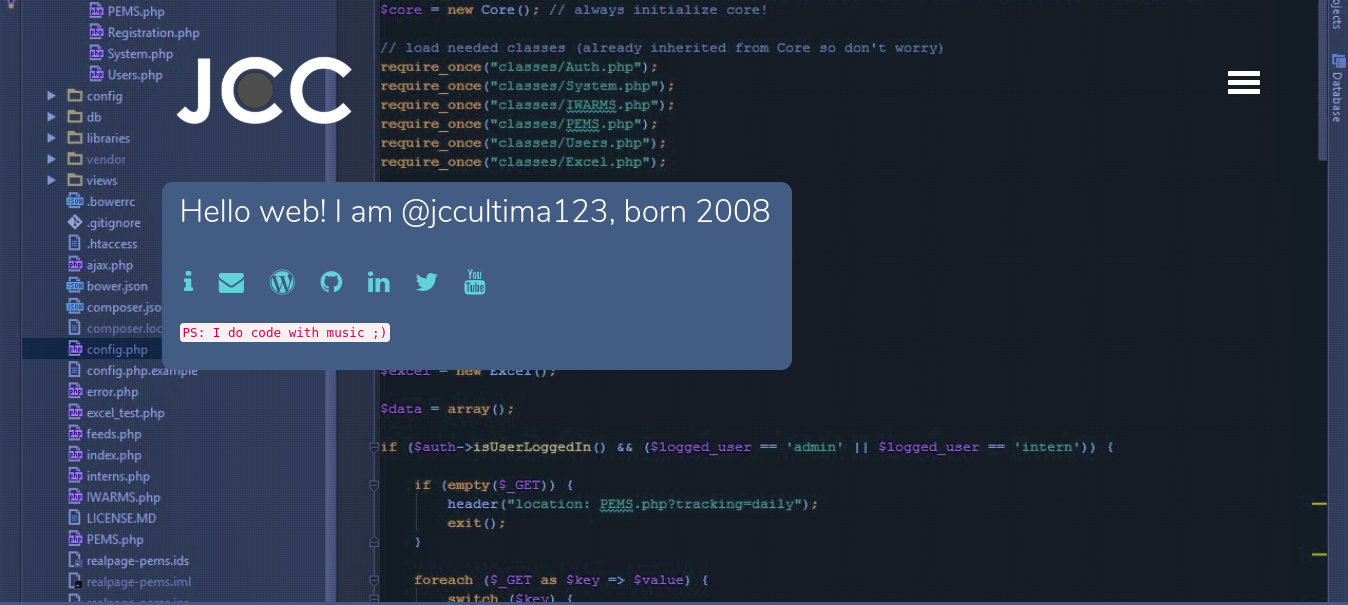 PEMS.php
Registration.php
System.php
Users.php
config
db
libraries
vendor
views
.bowerrc
.gitignore
.htaccess
ajax.php
bower.json
composer.jso
composer.loc
config.php
config.php.example
error.php
excel_test.php
feeds.php
index.php
interns.php
IWARMS.php
LICENSE.MD
PEMS.php
realpage-pems.ids
realpage-pems.iml
JCC
Hello web! I am @jccultima123, born 2008
You
Tube
PS: I do code with music ;)
$core = new Core(); // always initialize core!
// load needed classes (already inherited from Core so don't worry)
require_once("classes/Auth.php");
require_once("classes/System.php");
require_once("classes/IWARMS.php");
require_once("classes/PEMS.php");
require_once("classes/Users.php");
require_once("classes/Excel.php");
$excel = new Excel();
$data = array();
if ($auth->isUserLoggedIn() && ($logged_user == 'admin' || $logged_user == 'intern')) {
if (empty($_GET)) {
header("location: PEMS.php?tracking=daily");
exit();
}
foreach ($_GET as $key => $value) {
switch ($key) {
Database